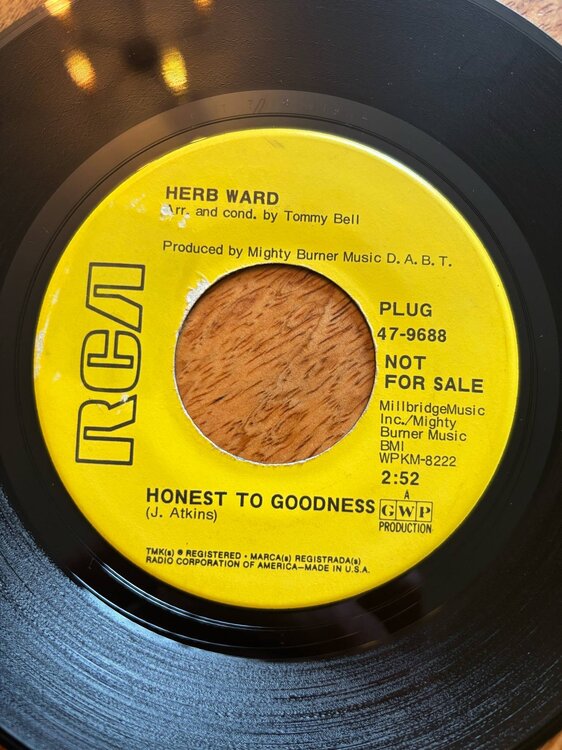 HERB WARD
Arr. and cond. by Tommy Bell
Produced by Mighty Burner Music D. A. B. T.
RCA
PLUG
47-9688
NOT
FOR SALE
MillbridgeMusic
Inc./Mighty
Burner Music
BMI
WPKM-8222
2:52
HONEST TO GOODNESS
(J. Atkins)
A
GWP
PRODUCTION
TMK(s) ® REGISTERED • MARCA(s) REGISTRADA(s)
RADIO CORPORATION OF AMERICA—MADE IN U.S.A.